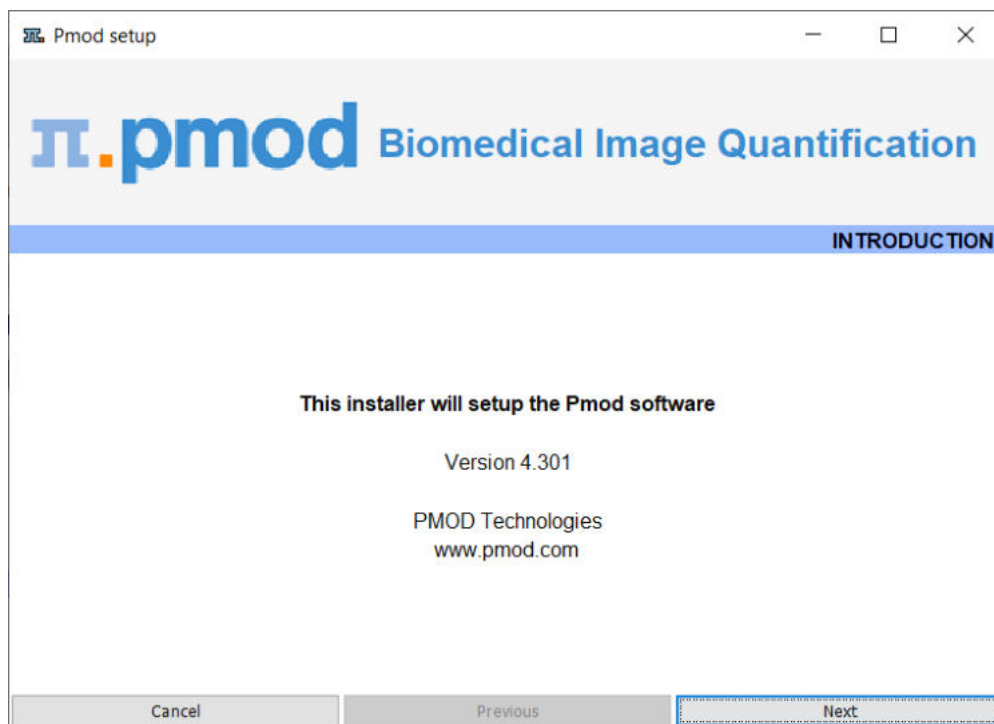 Pmod setup
π.pmod Biomedical Image Quantification
INTRODUCTION
This installer will setup the Pmod software
Version 4.301
PMOD Technologies
www.pmod.com
Cancel Previous Next